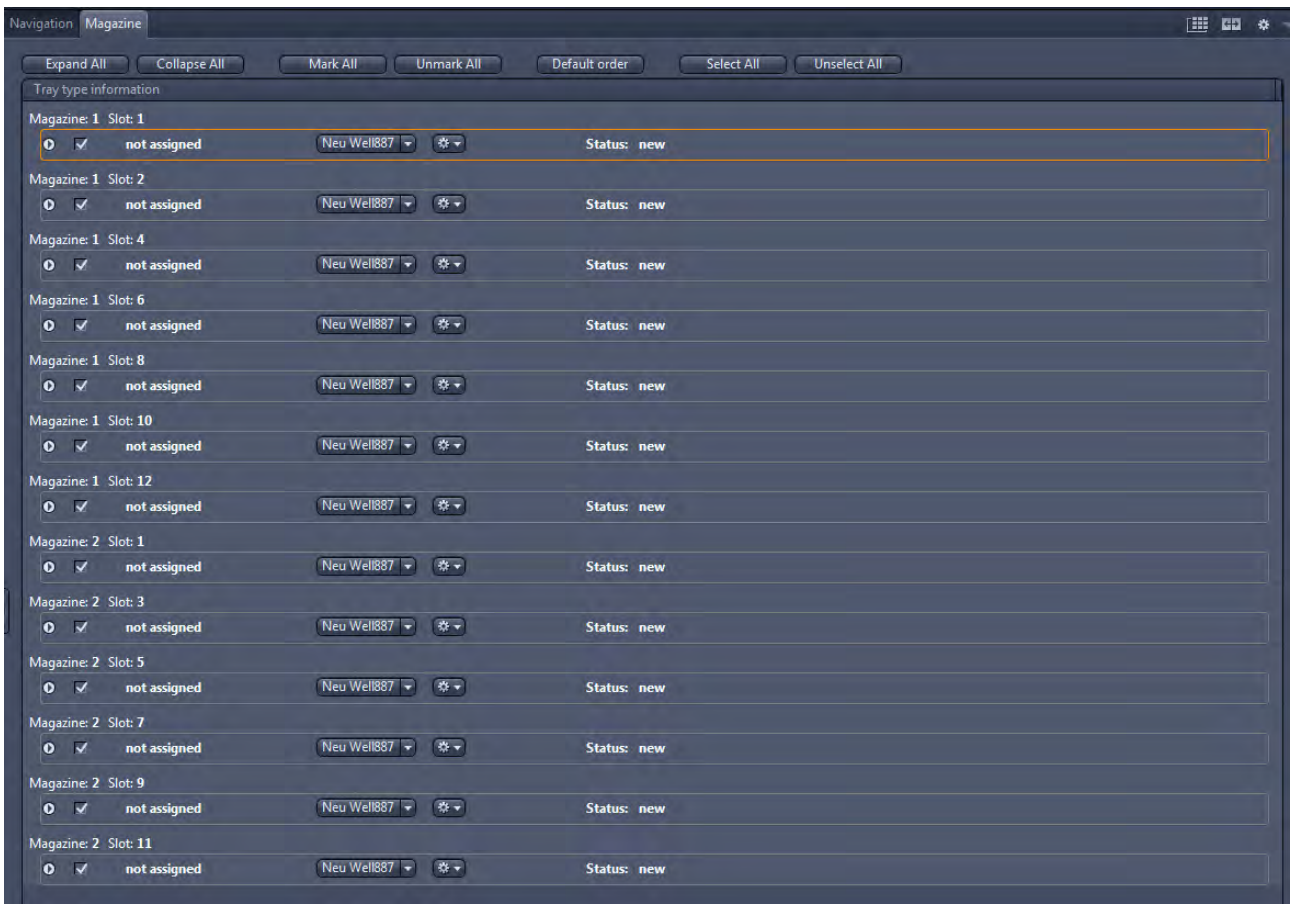 Navigation Magazine
Expand All Collapse All Mark All Unmark All Default order Select All Unselect All
Tray type information
Magazine: 1 Slot: 1
not assigned Neu Well887 Status: new
Magazine: 1 Slot: 2
not assigned Neu Well887 Status: new
Magazine: 1 Slot: 4
not assigned Neu Well887 Status: new
Magazine: 1 Slot: 6
not assigned Neu Well887 Status: new
Magazine: 1 Slot: 8
not assigned Neu Well887 Status: new
Magazine: 1 Slot: 10
not assigned Neu Well887 Status: new
Magazine: 1 Slot: 12
not assigned Neu Well887 Status: new
Magazine: 2 Slot: 1
not assigned Neu Well887 Status: new
Magazine: 2 Slot: 3
not assigned Neu Well887 Status: new
Magazine: 2 Slot: 5
not assigned Neu Well887 Status: new
Magazine: 2 Slot: 7
not assigned Neu Well887 Status: new
Magazine: 2 Slot: 9
not assigned Neu Well887 Status: new
Magazine: 2 Slot: 11
not assigned Neu Well887 Status: new